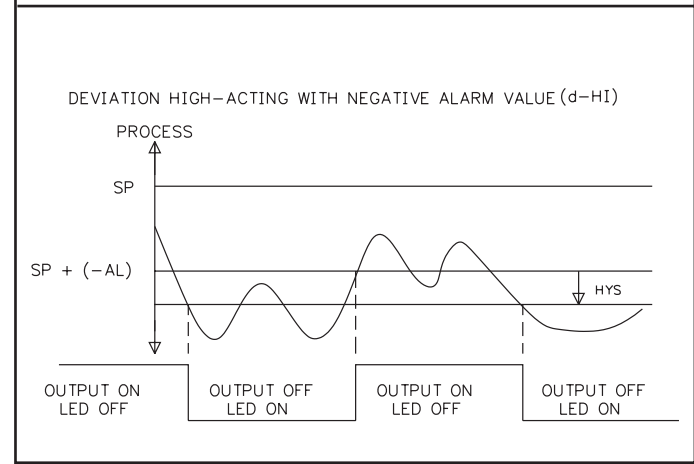 DEVIATION HIGH-ACTING WITH NEGATIVE ALARM VALUE (d-HI)
PROCESS
SP
SP + (-AL)
HYS
OUTPUT ON
LED OFF
OUTPUT OFF
LED ON
OUTPUT ON
LED OFF
OUTPUT OFF
LED ON